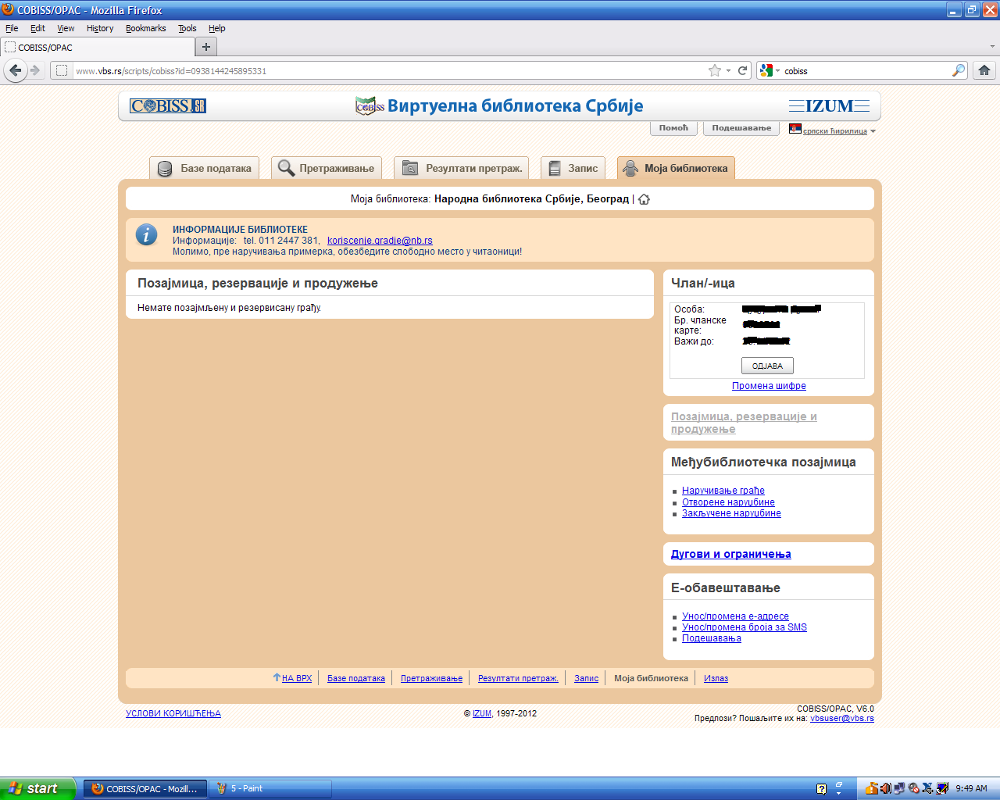 COBISS/OPAC - Mozilla Firefox
File Edit View History Bookmarks Tools Help
COBISS/OPAC
www.vbs.rs/scripts/cobiss?id=0938144245895331
cobiss
COBISS.SR
COBISS Виртуелна библиотека Србије
IZUM
Помоћ Подешавање српски ћирилица
Базе података Претраживање Резултати претраж. Запис Моја библиотека
Моја библиотека: Народна библиотека Србије, Београд |
ИНФОРМАЦИЈЕ БИБЛИОТЕКЕ
Информације: tel. 011 2447 381, koriscenje.gradje@nb.rs
Молимо, пре наручивања примерка, обезбедите слободно место у читаоници!
Позајмица, резервације и продужење
Немате позајмљену и резервисану грађу.
Члан/-ица
Особа:
Бр. чланске
карте:
Важи до:
ОДЈАВА
Промена шифре
Позајмица, резервације и
продужење
Међубиблиотечка позајмица
Наручивање грађе
Отворене наруџбине
Закључене наруџбине
Дугови и ограничења
Е-обавештавање
Унос/промена е-адресе
Унос/промена броја за SMS
Подешавања
НА ВРХ Базе података Претраживање Резултати претраж. Запис Моја библиотека Излаз
УСЛОВИ КОРИШЋЕЊА
© IZUM, 1997-2012
COBISS/OPAC, V6.0
Предлози? Пошаљите их на: vbsuser@vbs.rs
start COBISS/OPAC - Mozill... 5 - Paint 9:49 AM